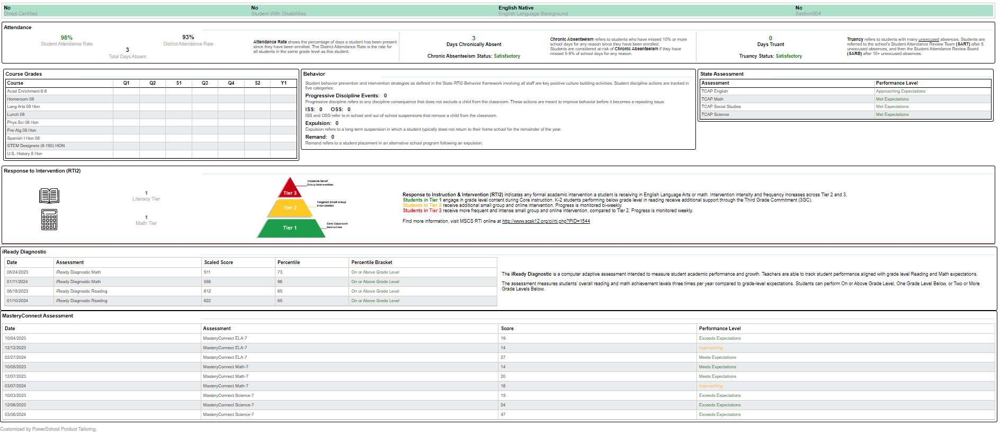 No No English Native No
Direct Certified Student With Disabilities English Language Background Section504
Attendance
98%
Student Attendance Rate
93%
District Attendance Rate
3
Total Days Absent
Attendance Rate shows the percentage of days a student has been present
since they have been enrolled. The District Attendance Rate is the rate for
all students in the same grade level as this student.
3
Days Chronically Absent
Chronic Absenteeism Status: Satisfactory
Chronic Absenteeism refers to students who have missed 10% or more
school days for any reason since they have been enrolled.
Students are considered at-risk of Chronic Absenteeism if they have
missed 5-9% of school days for any reason.
0
Days Truant
Truancy Status: Satisfactory
Truancy refers to students with many unexcused absences. Students are
referred to the school's Student Attendance Review Team (SART) after 5
unexcused absences, and then the Student Attendance Review Board
(SARB) after 10+ unexcused absences.
Course Grades
Course Q1 Q2 S1 Q3 Q4 S2 Y1
Acad Enrichment 6-8
Homeroom 08
Lang Arts 08 Hon
Lunch 08
Phys Sci 08 Hon
Pre-Alg 08 Hon
Spanish I Hon 08
STEM Designers (8-180) HON
U.S. History 8 Hon
Behavior
Student behavior prevention and intervention strategies as defined in the State RTI2-Behavior framework involving all staff are key positive culture building activities. Student discipline actions are tracked in
five categories:
Progressive Discipline Events: 0
Progressive discipline refers to any discipline consequence that does not exclude a child from the classroom. These actions are meant to improve behavior before it becomes a repeating issue.
ISS: 0 OSS: 0
ISS and OSS refer to in-school and out-of-school suspensions that remove a child from the classroom.
Expulsion: 0
Expulsion refers to a long-term suspension in which a student typically does not return to their home school for the remainder of the year.
Remand: 0
Remand refers to a student placement in an alternative school program following an expulsion.
State Assessment
Assessment Performance Level
TCAP English Approaching Expectations
TCAP Math Met Expectations
TCAP Social Studies Met Expectations
TCAP Science Met Expectations
Response to Intervention (RTI2)
1
Literacy Tier
1
Math Tier
Intensive Small
Group Intervention
Tier 3
Targeted Small Group
Intervention
Tier 2
Core Classroom
Instruction
Tier 1
Response to Instruction & Intervention (RTI2) indicates any formal academic intervention a student is receiving in English Language Arts or math. Intervention intensity and frequency increases across Tier 2 and 3.
Students in Tier 1 engage in grade level content during Core instruction. K-2 students performing below grade level in reading receive additional support through the Third Grade Commitment (3GC).
Students in Tier 2 receive additional small group and online intervention. Progress is monitored bi-weekly.
Students in Tier 3 receive more frequent and intense small group and online intervention, compared to Tier 2. Progress is monitored weekly.
Find more information, visit MSCS RTI online at http://www.scsk12.org/ci/rti.php?PID=1544
iReady Diagnostic
Date Assessment Scaled Score Percentile Percentile Bracket
08/24/2023 iReady Diagnostic Math 511 73 On or Above Grade Level
01/11/2024 iReady Diagnostic Math 555 96 On or Above Grade Level
08/18/2023 iReady Diagnostic Reading 612 65 On or Above Grade Level
01/10/2024 iReady Diagnostic Reading 622 65 On or Above Grade Level
The iReady Diagnostic is a computer adaptive assessment intended to measure student academic performance and growth. Teachers are able to track student performance aligned with grade level Reading and Math expectations.
The assessment measures students' overall reading and math achievement levels three times per year compared to grade-level expectations. Students can perform On or Above Grade Level, One Grade Level Below, or Two or More
Grade Levels Below.
MasteryConnect Assessment
Date Assessment Score Performance Level
10/04/2023 MasteryConnect ELA-7 19 Exceeds Expectations
12/12/2023 MasteryConnect ELA-7 14 Approaching
02/27/2024 MasteryConnect ELA-7 27 Meets Expectations
10/05/2023 MasteryConnect Math-7 14 Meets Expectations
12/07/2023 MasteryConnect Math-7 20 Meets Expectations
03/07/2024 MasteryConnect Math-7 16 Approaching
10/03/2023 MasteryConnect Science-7 15 Exceeds Expectations
12/06/2023 MasteryConnect Science-7 24 Exceeds Expectations
03/06/2024 MasteryConnect Science-7 47 Exceeds Expectations
Customized by PowerSchool Product Tailoring.